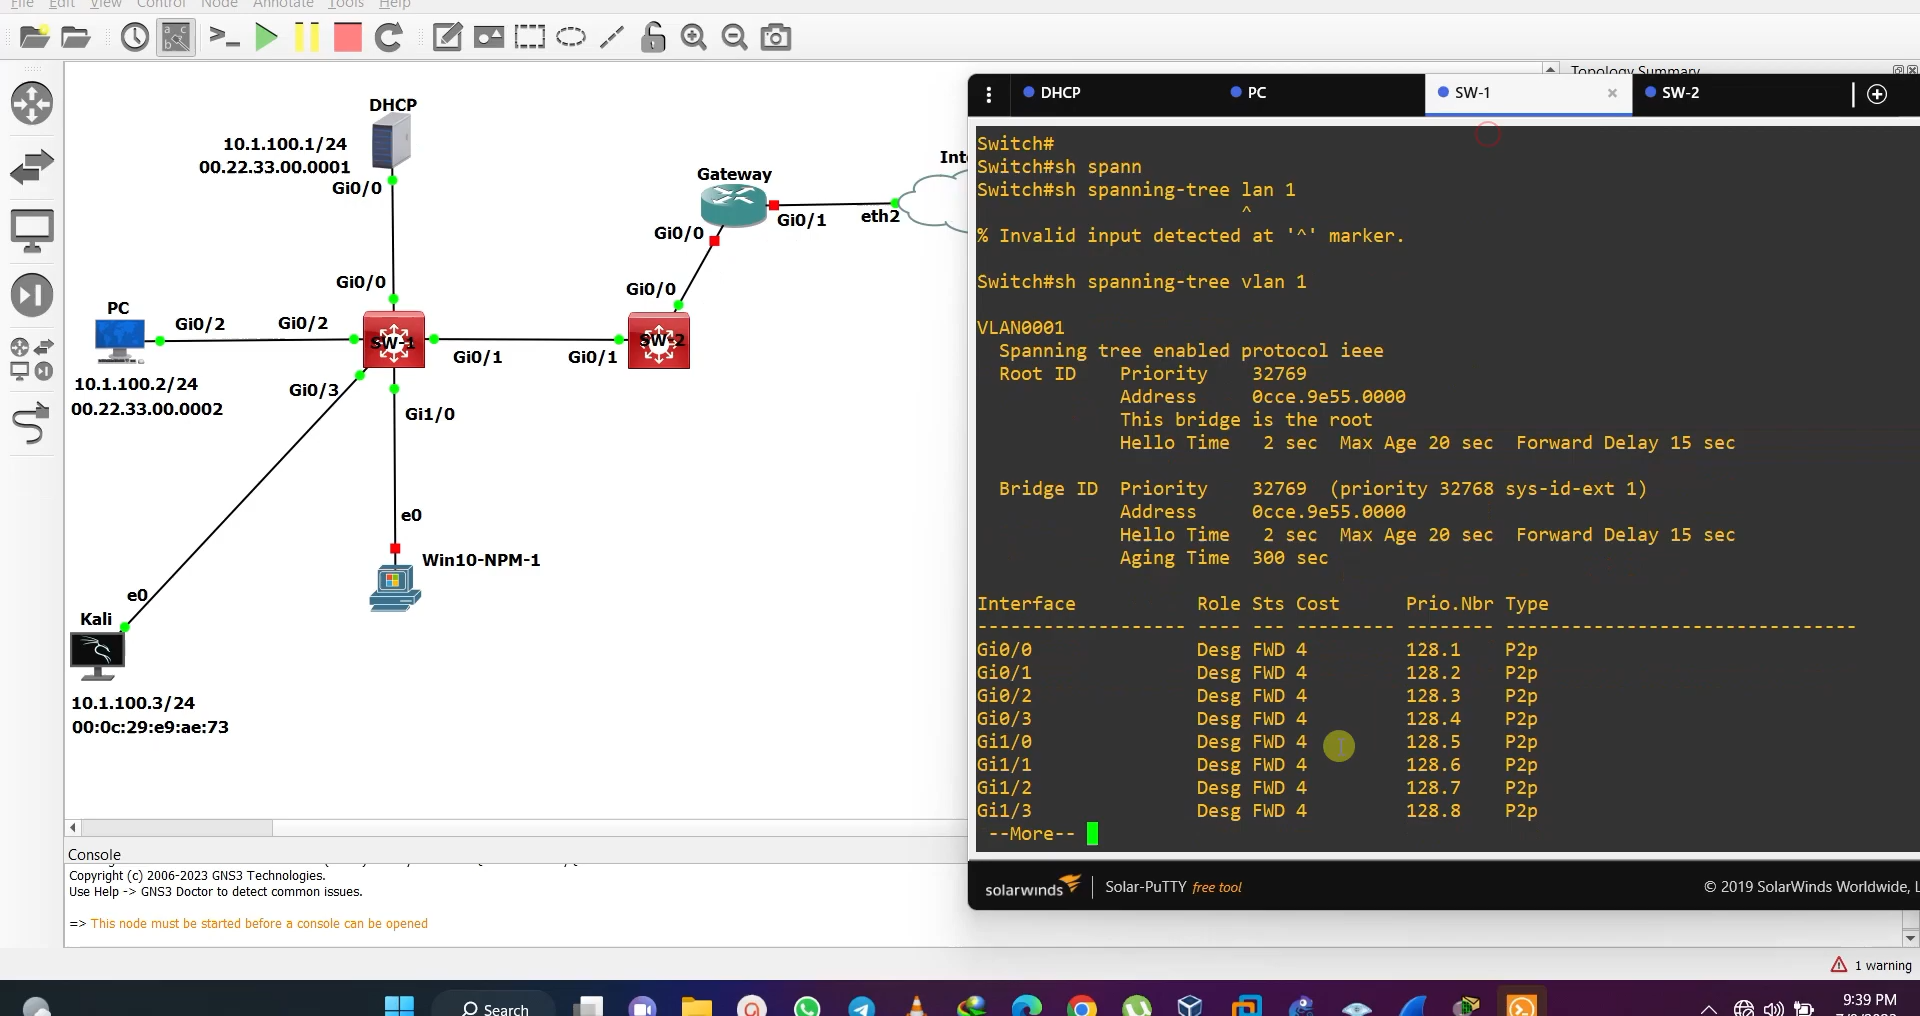 File Edit View Control Node Annotate Tools Help
Topology Summary
DHCP
10.1.100.1/24
00.22.33.00.0001
Gi0/0
Gateway
Gi0/1
eth2
Gi0/0
Gi0/0
Gi0/0
PC
Gi0/2
Gi0/2
SW-1
Gi0/1
Gi0/1
10.1.100.2/24
00.22.33.00.0002
Gi0/3
Gi1/0
e0
Win10-NPM-1
e0
Kali
10.1.100.3/24
00:0c:29:e9:ae:73
DHCP
PC
SW-1
SW-2
Switch#
Switch#sh spann
Switch#sh spanning-tree lan 1
^
% Invalid input detected at '^' marker.
Switch#sh spanning-tree vlan 1
VLAN0001
Spanning tree enabled protocol ieee
Root ID Priority 32769
Address 0cce.9e55.0000
This bridge is the root
Hello Time 2 sec Max Age 20 sec Forward Delay 15 sec
Bridge ID Priority 32769 (priority 32768 sys-id-ext 1)
Address 0cce.9e55.0000
Hello Time 2 sec Max Age 20 sec Forward Delay 15 sec
Aging Time 300 sec
Interface Role Sts Cost Prio.Nbr Type
------------------- ---- --- --------- -------- --------------------------------
Gi0/0 Desg FWD 4 128.1 P2p
Gi0/1 Desg FWD 4 128.2 P2p
Gi0/2 Desg FWD 4 128.3 P2p
Gi0/3 Desg FWD 4 128.4 P2p
Gi1/0 Desg FWD 4 128.5 P2p
Gi1/1 Desg FWD 4 128.6 P2p
Gi1/2 Desg FWD 4 128.7 P2p
Gi1/3 Desg FWD 4 128.8 P2p
--More--
solarwinds
Solar-PuTTY free tool
© 2019 SolarWinds Worldwide,
Console
Copyright (c) 2006-2023 GNS3 Technologies.
Use Help -> GNS3 Doctor to detect common issues.
=> This node must be started before a console can be opened
1 warning
Search
9:39 PM